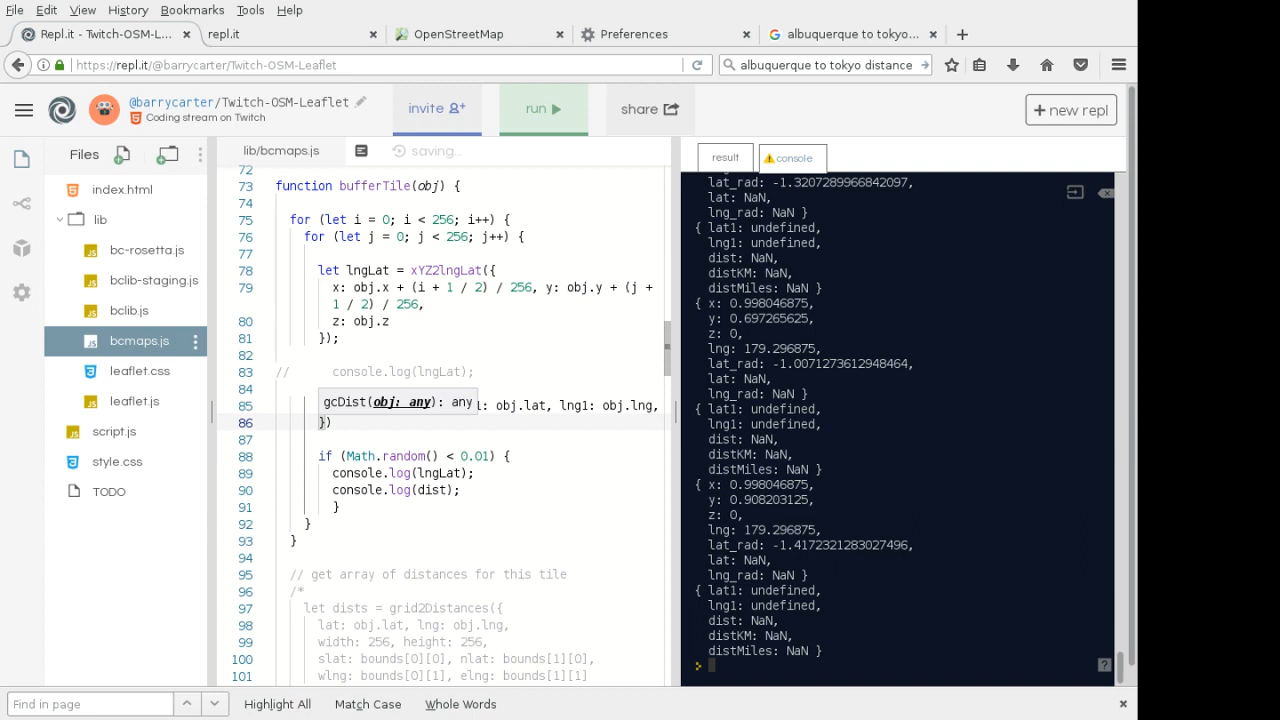 File Edit View History Bookmarks Tools Help
Repl.it - Twitch-OSM-L... × repl.it × OpenStreetMap × Preferences × albuquerque to tokyo... × +
https://repl.it/@barrycarter/Twitch-OSM-Leaflet albuquerque to tokyo distance
@barrycarter/Twitch-OSM-Leaflet
Coding stream on Twitch
invite run share + new repl
Files
index.html
lib
bc-rosetta.js
bclib-staging.js
bclib.js
bcmaps.js
leaflet.css
leaflet.js
script.js
style.css
TODO
lib/bcmaps.js saving...
72
73 function bufferTile(obj) {
74
75 for (let i = 0; i < 256; i++) {
76 for (let j = 0; j < 256; j++) {
77
78 let lngLat = xYZ2lngLat({
79 x: obj.x + (i + 1 / 2) / 256, y: obj.y + (j +
1 / 2) / 256,
80 z: obj.z
81 });
82
83 // console.log(lngLat);
84
gcDist(obj: any): any
85 1: obj.lat, lng1: obj.lng,
86 })
87
88 if (Math.random() < 0.01) {
89 console.log(lngLat);
90 console.log(dist);
91 }
92 }
93 }
94
95 // get array of distances for this tile
96 /*
97 let dists = grid2Distances({
98 lat: obj.lat, lng: obj.lng,
99 width: 256, height: 256,
100 slat: bounds[0][0], nlat: bounds[1][0],
101 wlng: bounds[0][1], elng: bounds[1][1]
result console
lat_rad: -1.3207289966842097,
lat: NaN,
lng_rad: NaN }
{ lat1: undefined,
lng1: undefined,
dist: NaN,
distKM: NaN,
distMiles: NaN }
{ x: 0.998046875,
y: 0.697265625,
z: 0,
lng: 179.296875,
lat_rad: -1.0071273612948464,
lat: NaN,
lng_rad: NaN }
{ lat1: undefined,
lng1: undefined,
dist: NaN,
distKM: NaN,
distMiles: NaN }
{ x: 0.998046875,
y: 0.908203125,
z: 0,
lng: 179.296875,
lat_rad: -1.4172321283027496,
lat: NaN,
lng_rad: NaN }
{ lat1: undefined,
lng1: undefined,
dist: NaN,
distKM: NaN,
distMiles: NaN }
>
?
Find in page Highlight All Match Case Whole Words ×